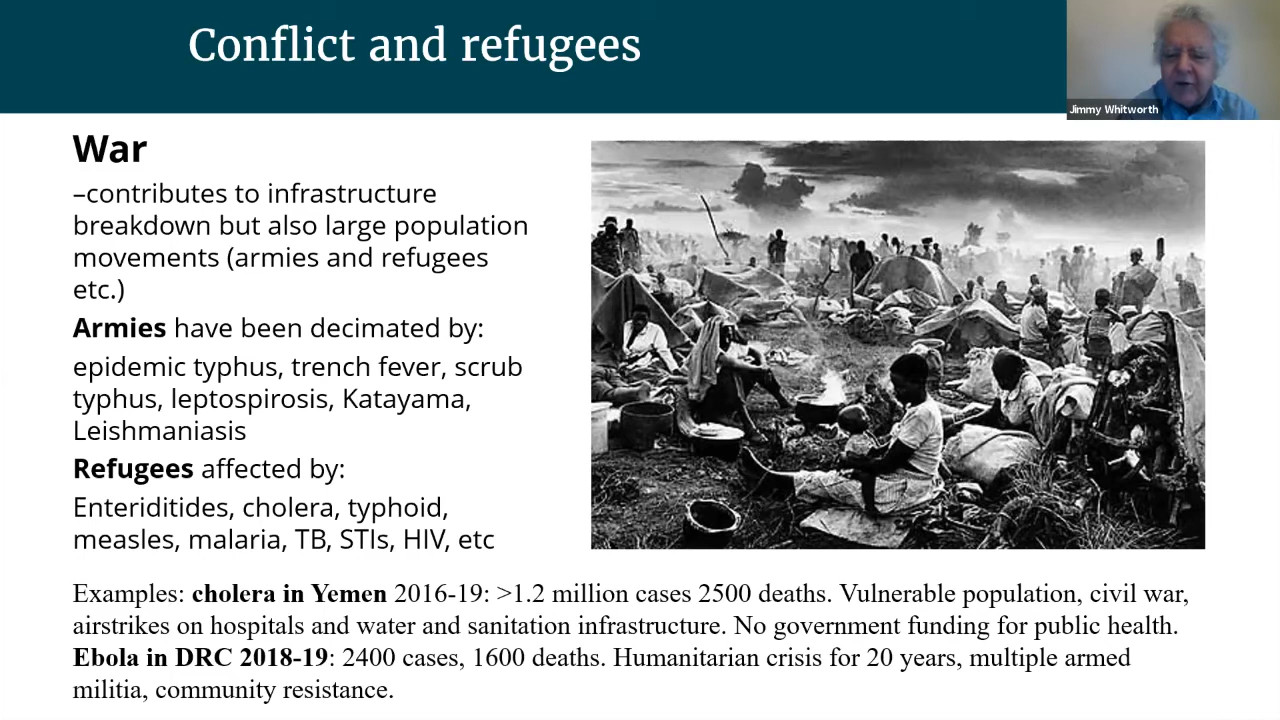 Conflict and refugees
Jimmy Whitworth
War
–contributes to infrastructure
breakdown but also large population
movements (armies and refugees
etc.)
Armies have been decimated by:
epidemic typhus, trench fever, scrub
typhus, leptospirosis, Katayama,
Leishmaniasis
Refugees affected by:
Enteriditides, cholera, typhoid,
measles, malaria, TB, STIs, HIV, etc
Examples: cholera in Yemen 2016-19: >1.2 million cases 2500 deaths. Vulnerable population, civil war,
airstrikes on hospitals and water and sanitation infrastructure. No government funding for public health.
Ebola in DRC 2018-19: 2400 cases, 1600 deaths. Humanitarian crisis for 20 years, multiple armed
militia, community resistance.